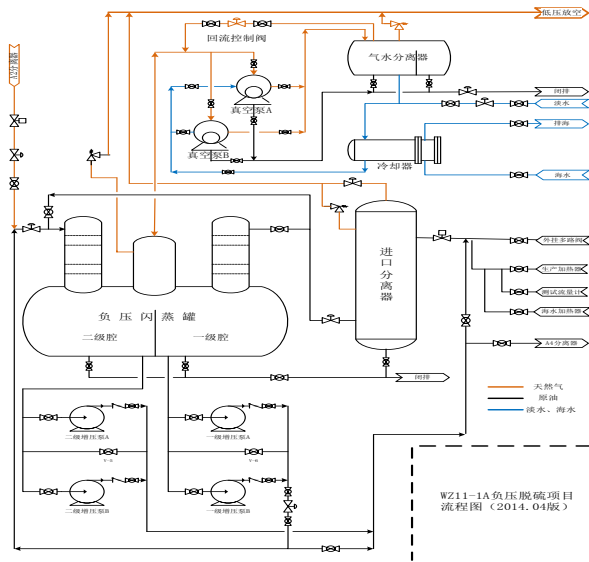 低压放空
回流控制阀
气水分离器
V12分离器
闭排
真空泵A
淡水
真空泵B
排海
冷却器
海水
进口分离器
外挂多路阀
生产加热器
测试流量计
海水加热器
负压闪蒸罐
二级腔
一级腔
A4分离器
闭排
天然气
原油
淡水、海水
二级增压泵A
一级增压泵A
二级增压泵B
一级增压泵B
WZ11-1A负压脱硫项目
流程图（2014.04版）